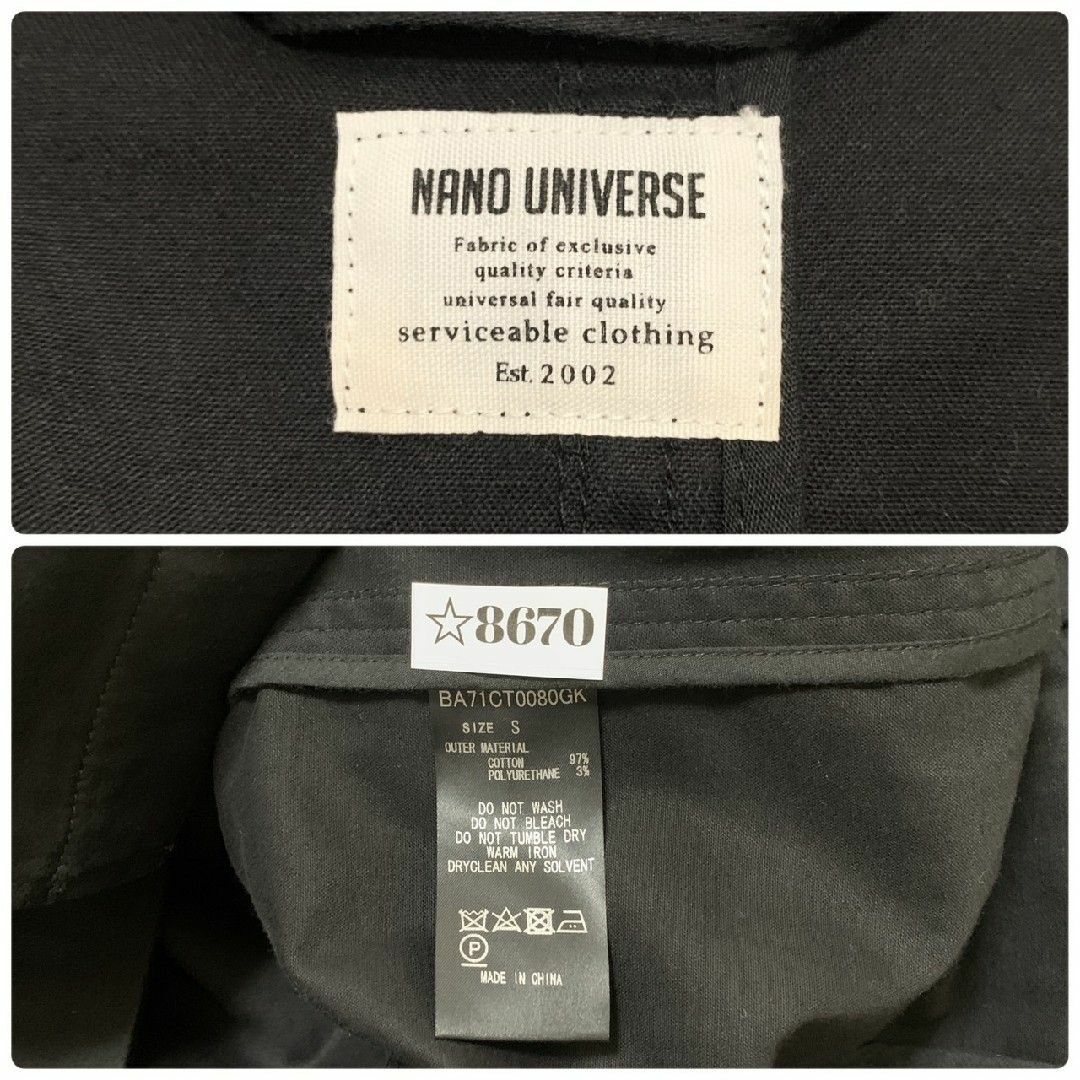 NANO UNIVERSE
Fabric of exclusive
quality criteria
universal fair quality
serviceable clothing
Est. 2002
☆8670
BA71CT0080GK
SIZE S
OUTER MATERIAL
COTTON 97%
POLYURETHANE 3%
DO NOT WASH
DO NOT BLEACH
DO NOT TUMBLE DRY
WARM IRON
DRYCLEAN ANY SOLVENT
P
MADE IN CHINA